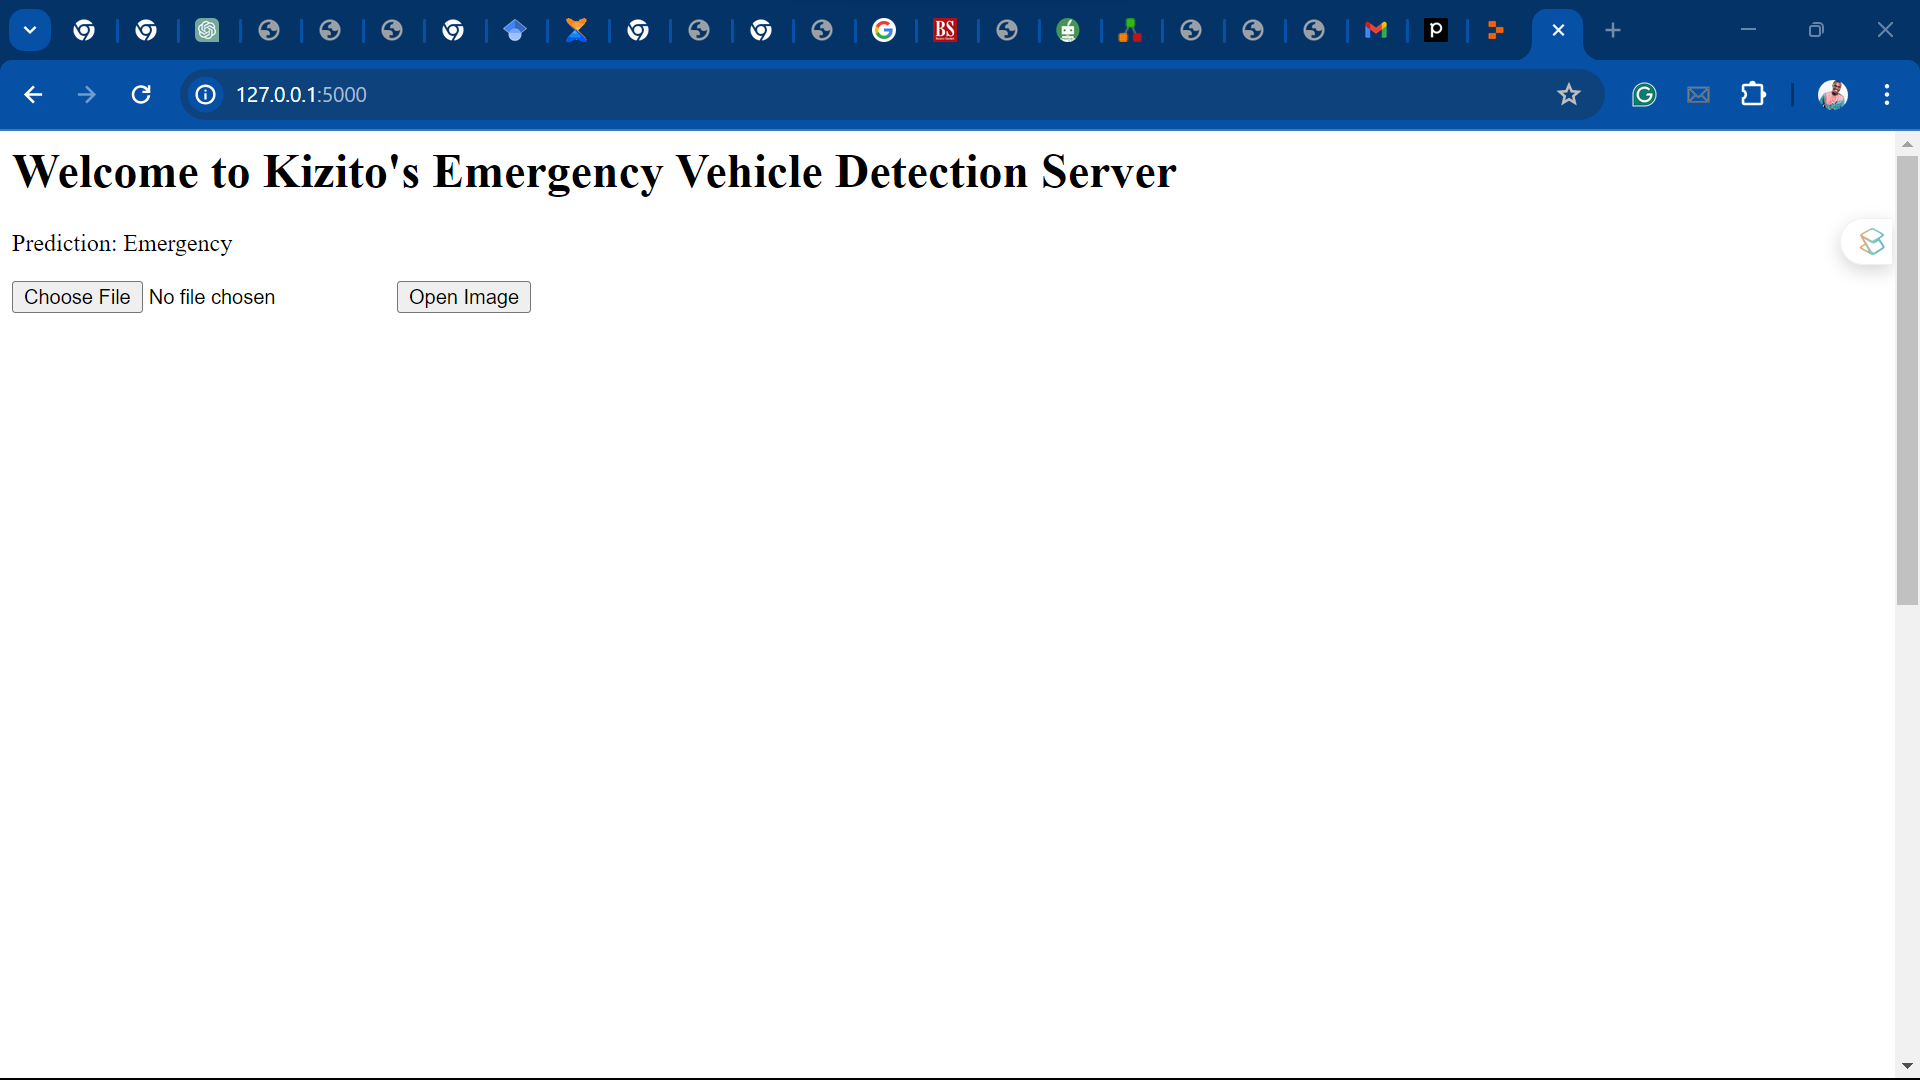 BS
p
127.0.0.1:5000
Welcome to Kizito's Emergency Vehicle Detection Server
Prediction: Emergency
Choose File No file chosen Open Image